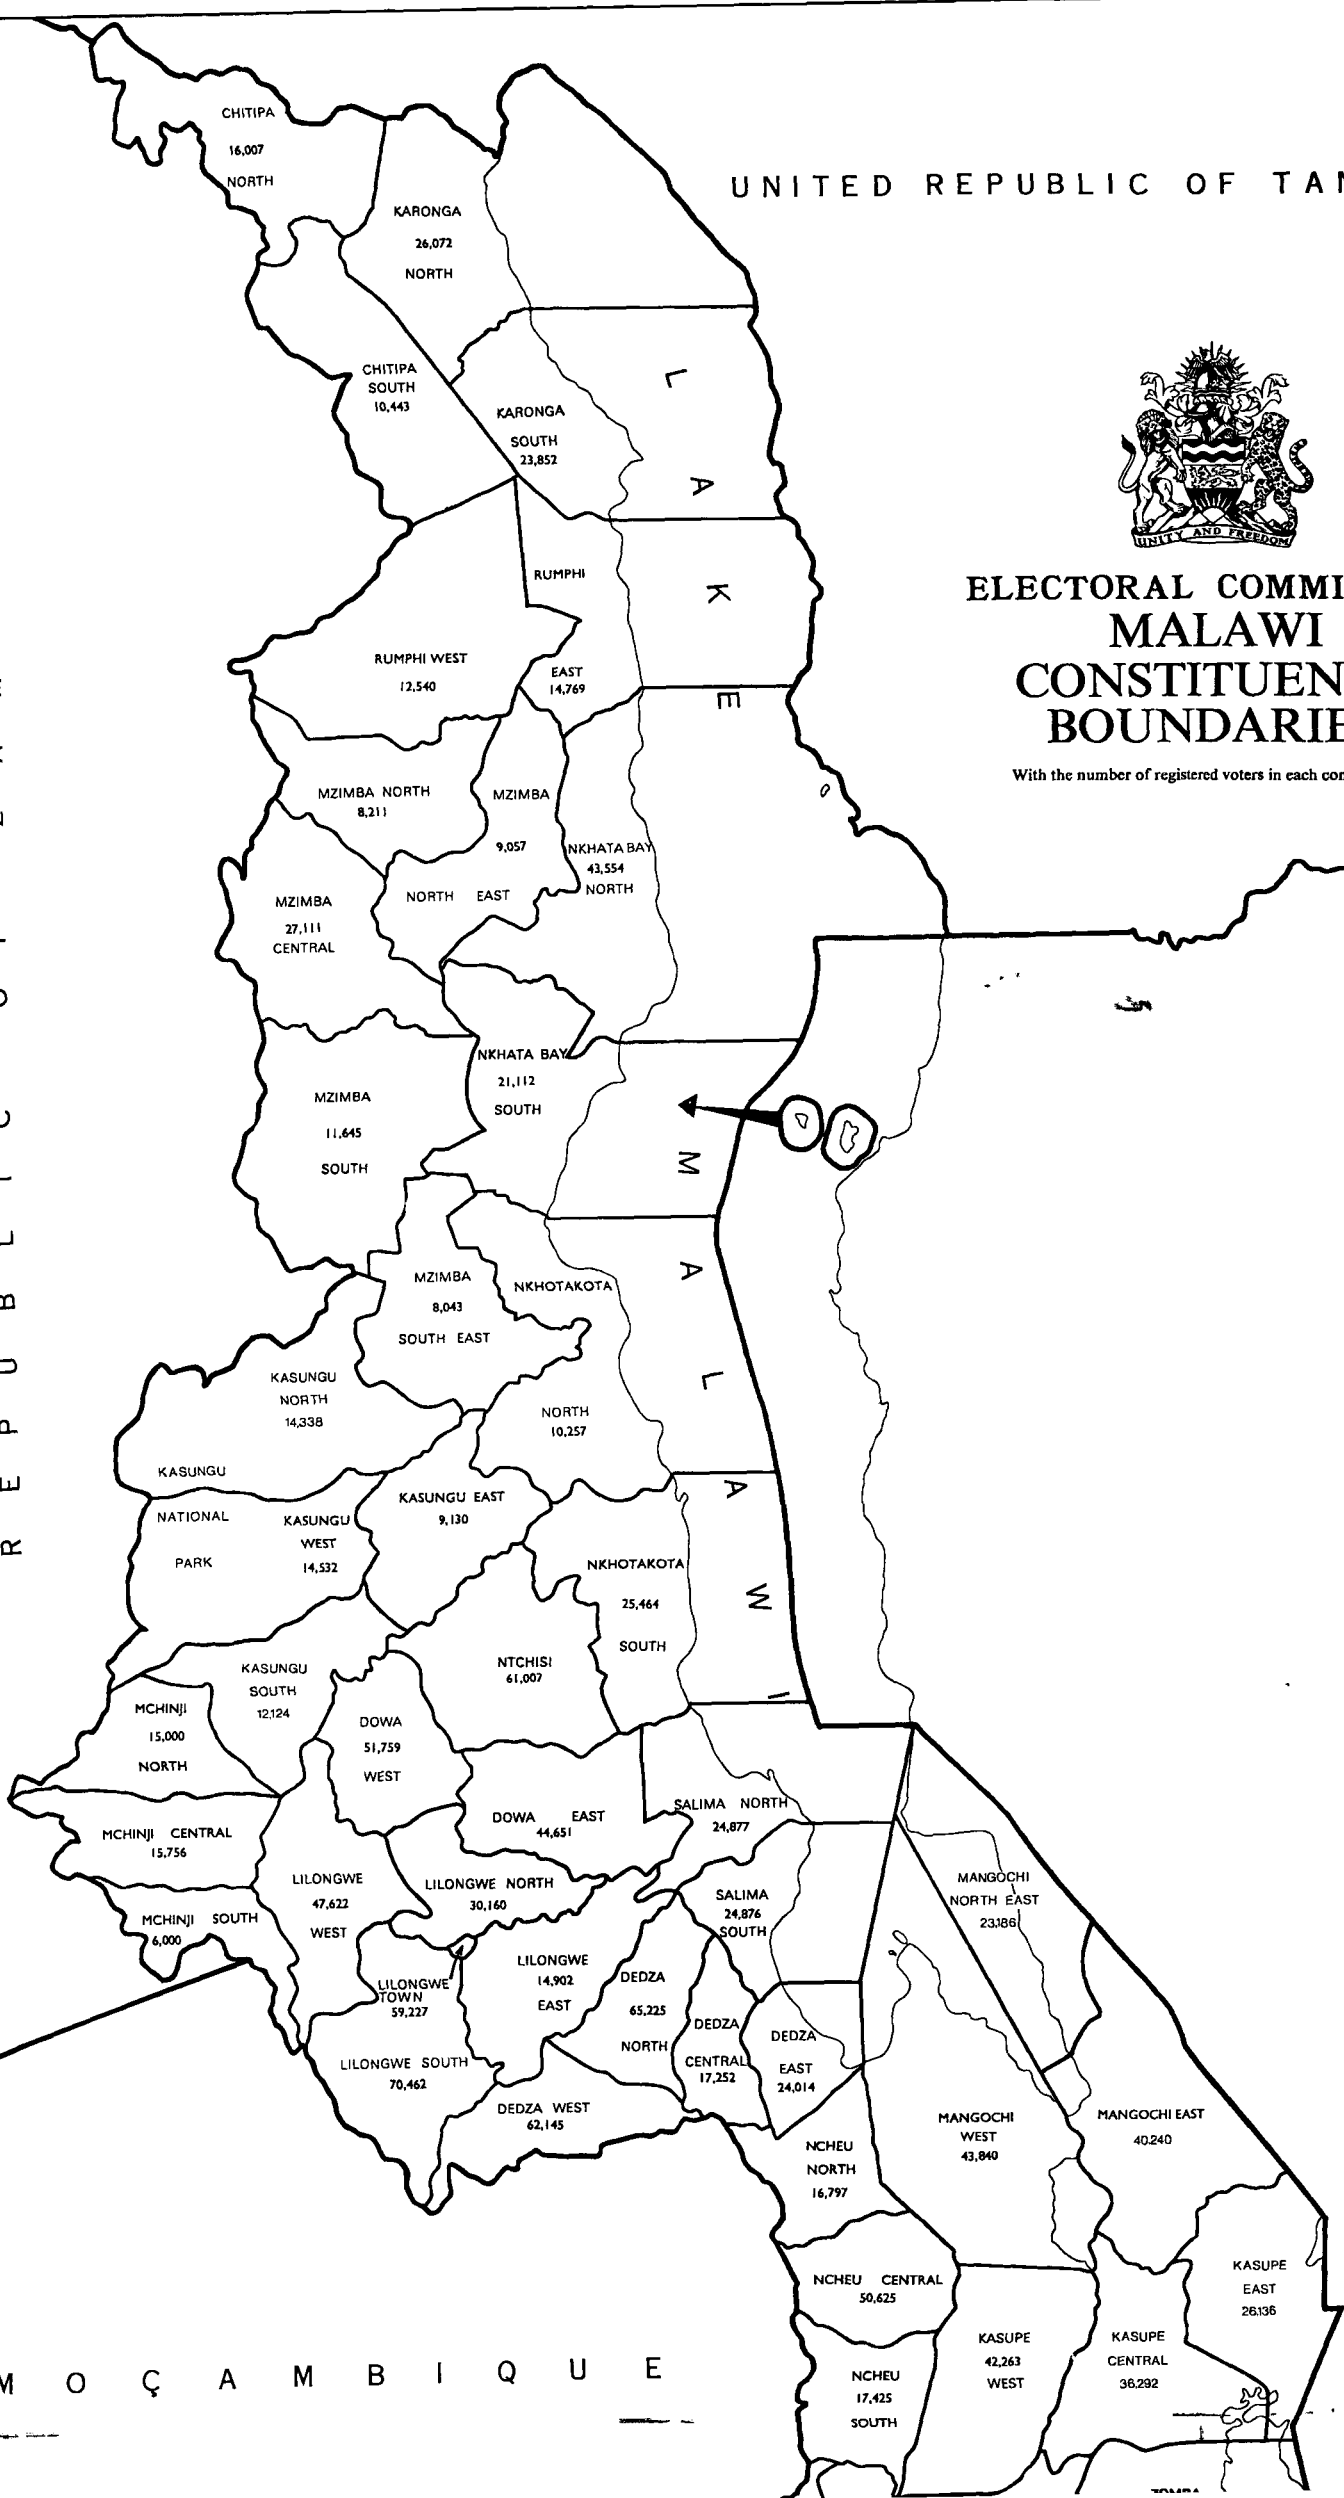 UNITED REPUBLIC OF TAN
UNITY AND FREEDOM
ELECTORAL COMMI
MALAWI
CONSTITUEN
BOUNDARIE
With the number of registered voters in each con
REPUBLIC OF
LAKE MALAWI
MOÇAMBIQUE
CHITIPA
16,007
NORTH
KARONGA
26,072
NORTH
CHITIPA
SOUTH
10,443
KARONGA
SOUTH
23,852
RUMPHI
EAST
14,769
RUMPHI WEST
12,540
MZIMBA NORTH
8,211
MZIMBA
9,057
NORTH EAST
NKHATA BAY
43,554
NORTH
MZIMBA
27,111
CENTRAL
NKHATA BAY
21,112
SOUTH
MZIMBA
11,645
SOUTH
MZIMBA
8,043
SOUTH EAST
NKHOTAKOTA
NORTH
10,257
KASUNGU
NORTH
14,338
KASUNGU
NATIONAL
PARK
KASUNGU
WEST
14,532
KASUNGU EAST
9,130
NKHOTAKOTA
25,464
SOUTH
NTCHISI
61,007
KASUNGU
SOUTH
12,124
MCHINJI
15,000
NORTH
DOWA
51,759
WEST
DOWA EAST
44,651
SALIMA NORTH
24,877
MCHINJI CENTRAL
15,756
LILONGWE
47,622
WEST
LILONGWE NORTH
30,160
SALIMA
24,876
SOUTH
MANGOCHI
NORTH EAST
23,186
MCHINJI SOUTH
6,000
LILONGWE
TOWN
59,227
LILONGWE
14,902
EAST
DEDZA
65,225
NORTH
DEDZA
CENTRAL
17,252
DEDZA
EAST
24,014
LILONGWE SOUTH
70,462
DEDZA WEST
62,145
MANGOCHI
WEST
43,840
MANGOCHI EAST
40,240
NCHEU
NORTH
16,797
NCHEU CENTRAL
50,625
KASUPE
EAST
26,136
KASUPE
42,263
WEST
KASUPE
CENTRAL
36,292
NCHEU
17,425
SOUTH